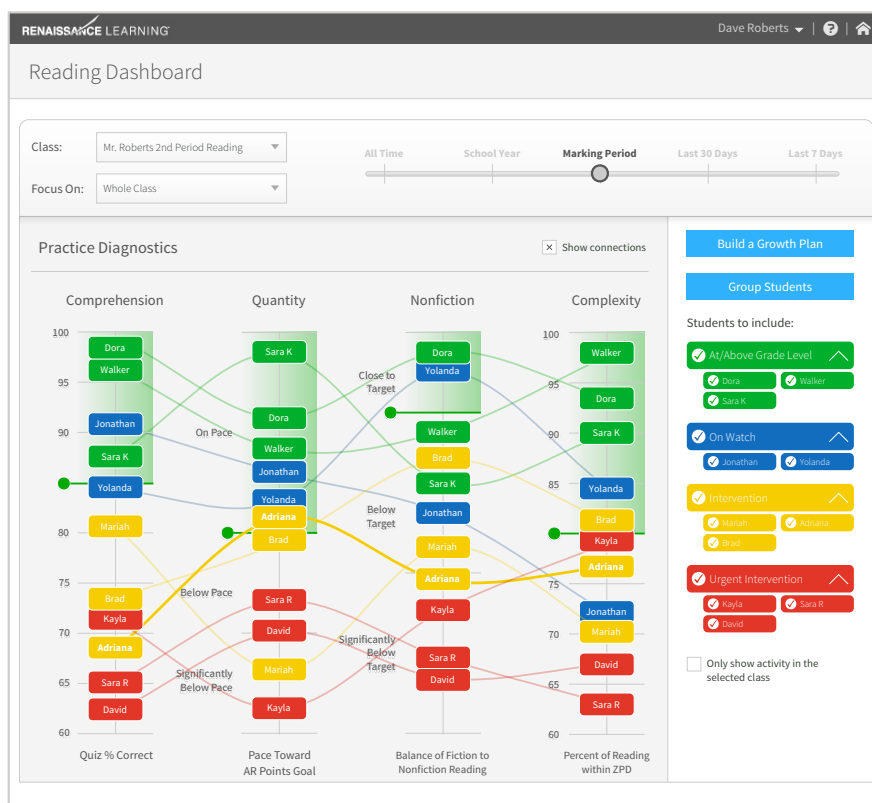 RENAISSANCE LEARNING
Dave Roberts
?
Reading Dashboard
Class:
Mr. Roberts 2nd Period Reading
Focus On:
Whole Class
All Time
School Year
Marking Period
Last 30 Days
Last 7 Days
Practice Diagnostics
Show connections
Comprehension
100
95
90
80
75
70
65
60
Dora
Walker
Jonathan
Sara K
Yolanda
Mariah
Brad
Kayla
Adriana
Sara R
David
Quiz % Correct
Quantity
On Pace
Below Pace
Significantly
Below Pace
Sara K
Dora
Walker
Jonathan
Yolanda
Adriana
Brad
Sara R
David
Mariah
Kayla
Pace Toward
AR Points Goal
Nonfiction
Close to
Target
Below
Target
Significantly
Below
Target
Dora
Yolanda
Walker
Brad
Sara K
Jonathan
Mariah
Adriana
Kayla
Sara R
David
Balance of Fiction to
Nonfiction Reading
Complexity
100
95
90
85
80
75
70
65
60
Walker
Dora
Sara K
Yolanda
Brad
Kayla
Adriana
Jonathan
Mariah
David
Sara R
Percent of Reading
within ZPD
Build a Growth Plan
Group Students
Students to include:
At/Above Grade Level
Dora
Walker
Sara K
On Watch
Jonathan
Yolanda
Intervention
Mariah
Adriana
Brad
Urgent Intervention
Kayla
Sara R
David
Only show activity in the
selected class